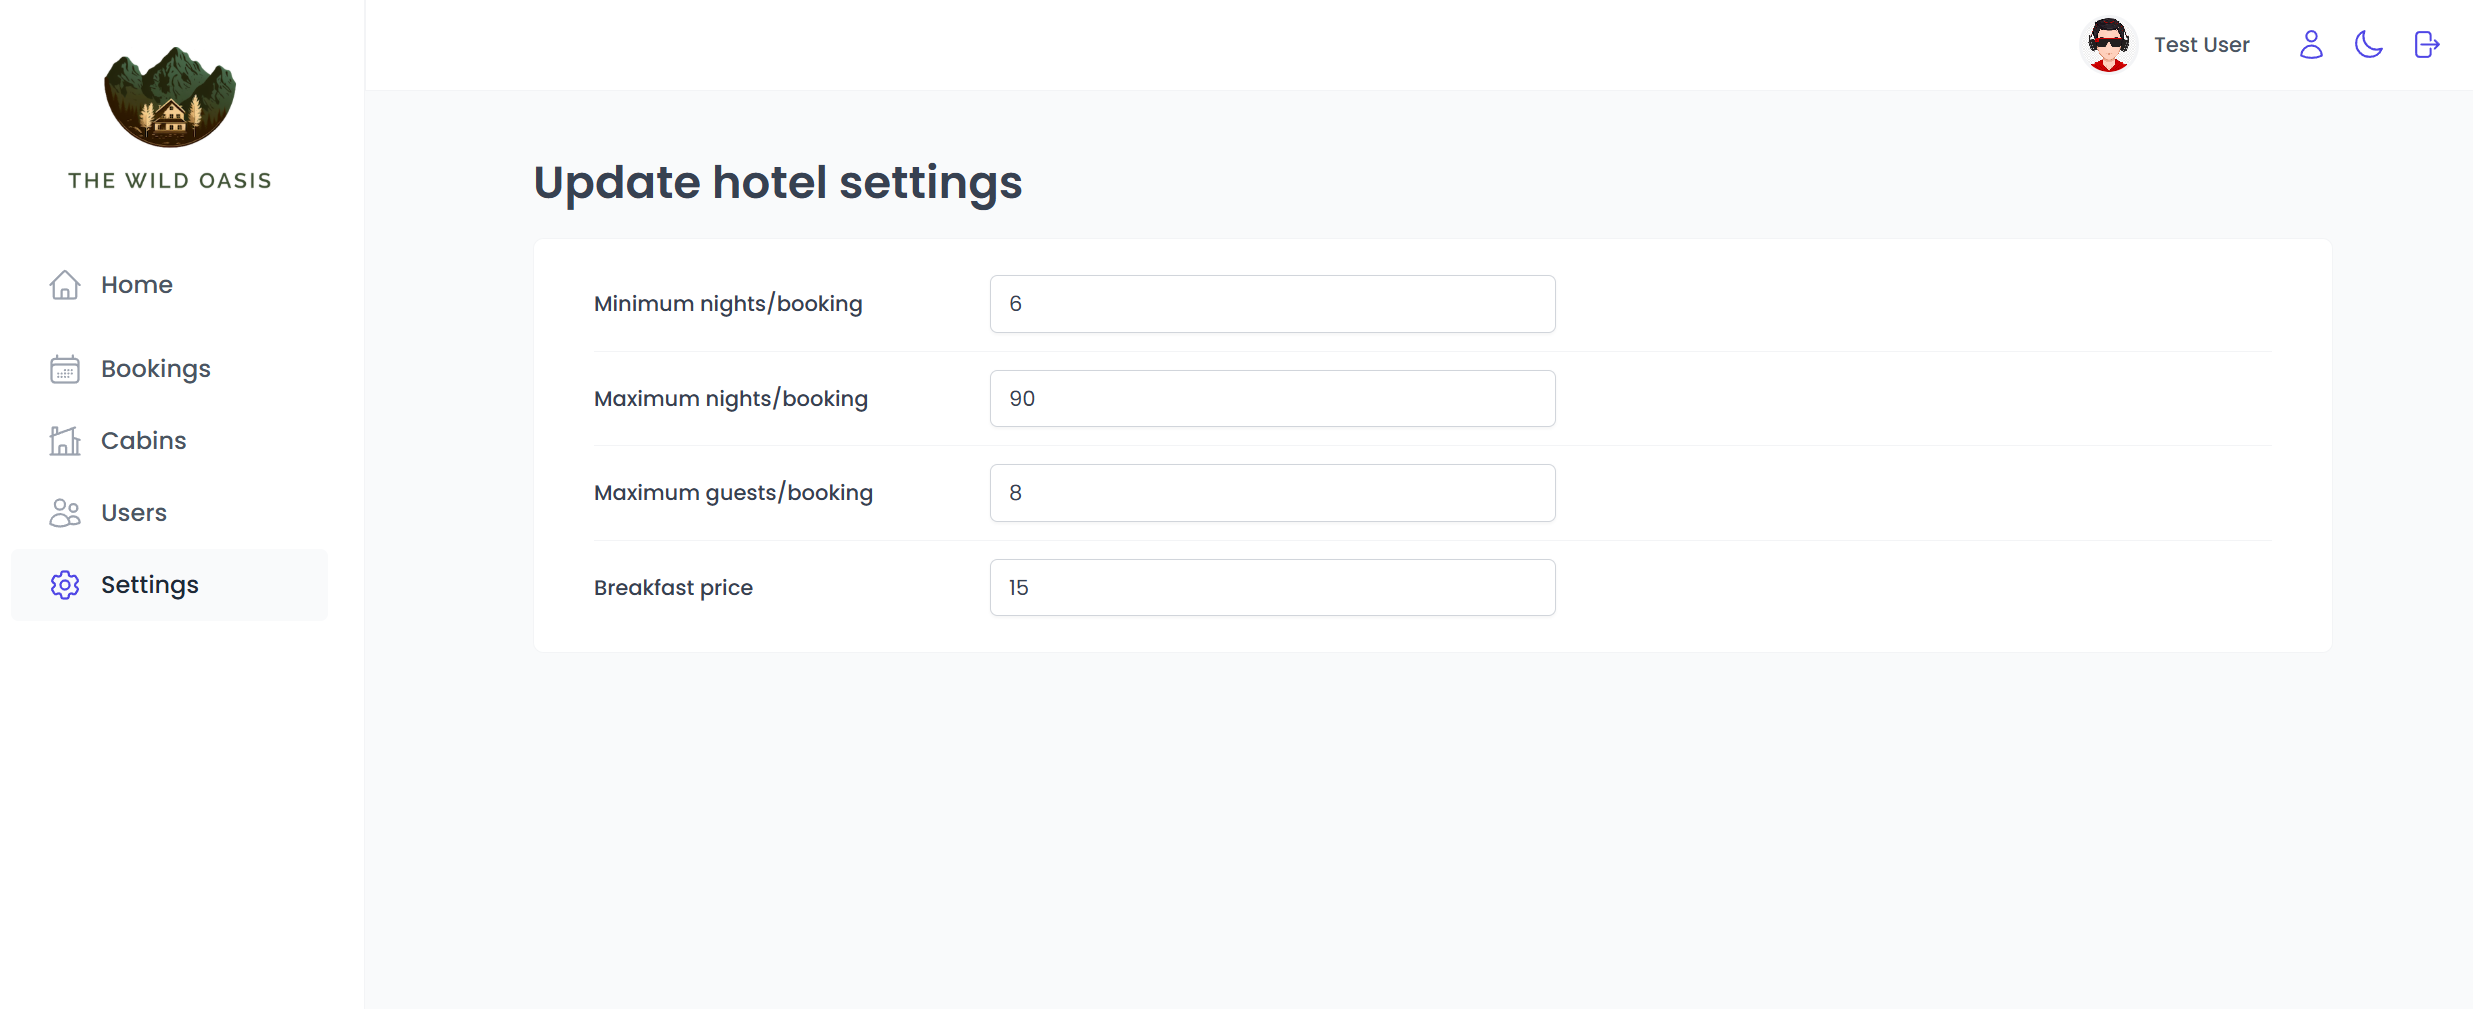 THE WILD OASIS
Home
Bookings
Cabins
Users
Settings
Test User
Update hotel settings
Minimum nights/booking
6
Maximum nights/booking
90
Maximum guests/booking
8
Breakfast price
15